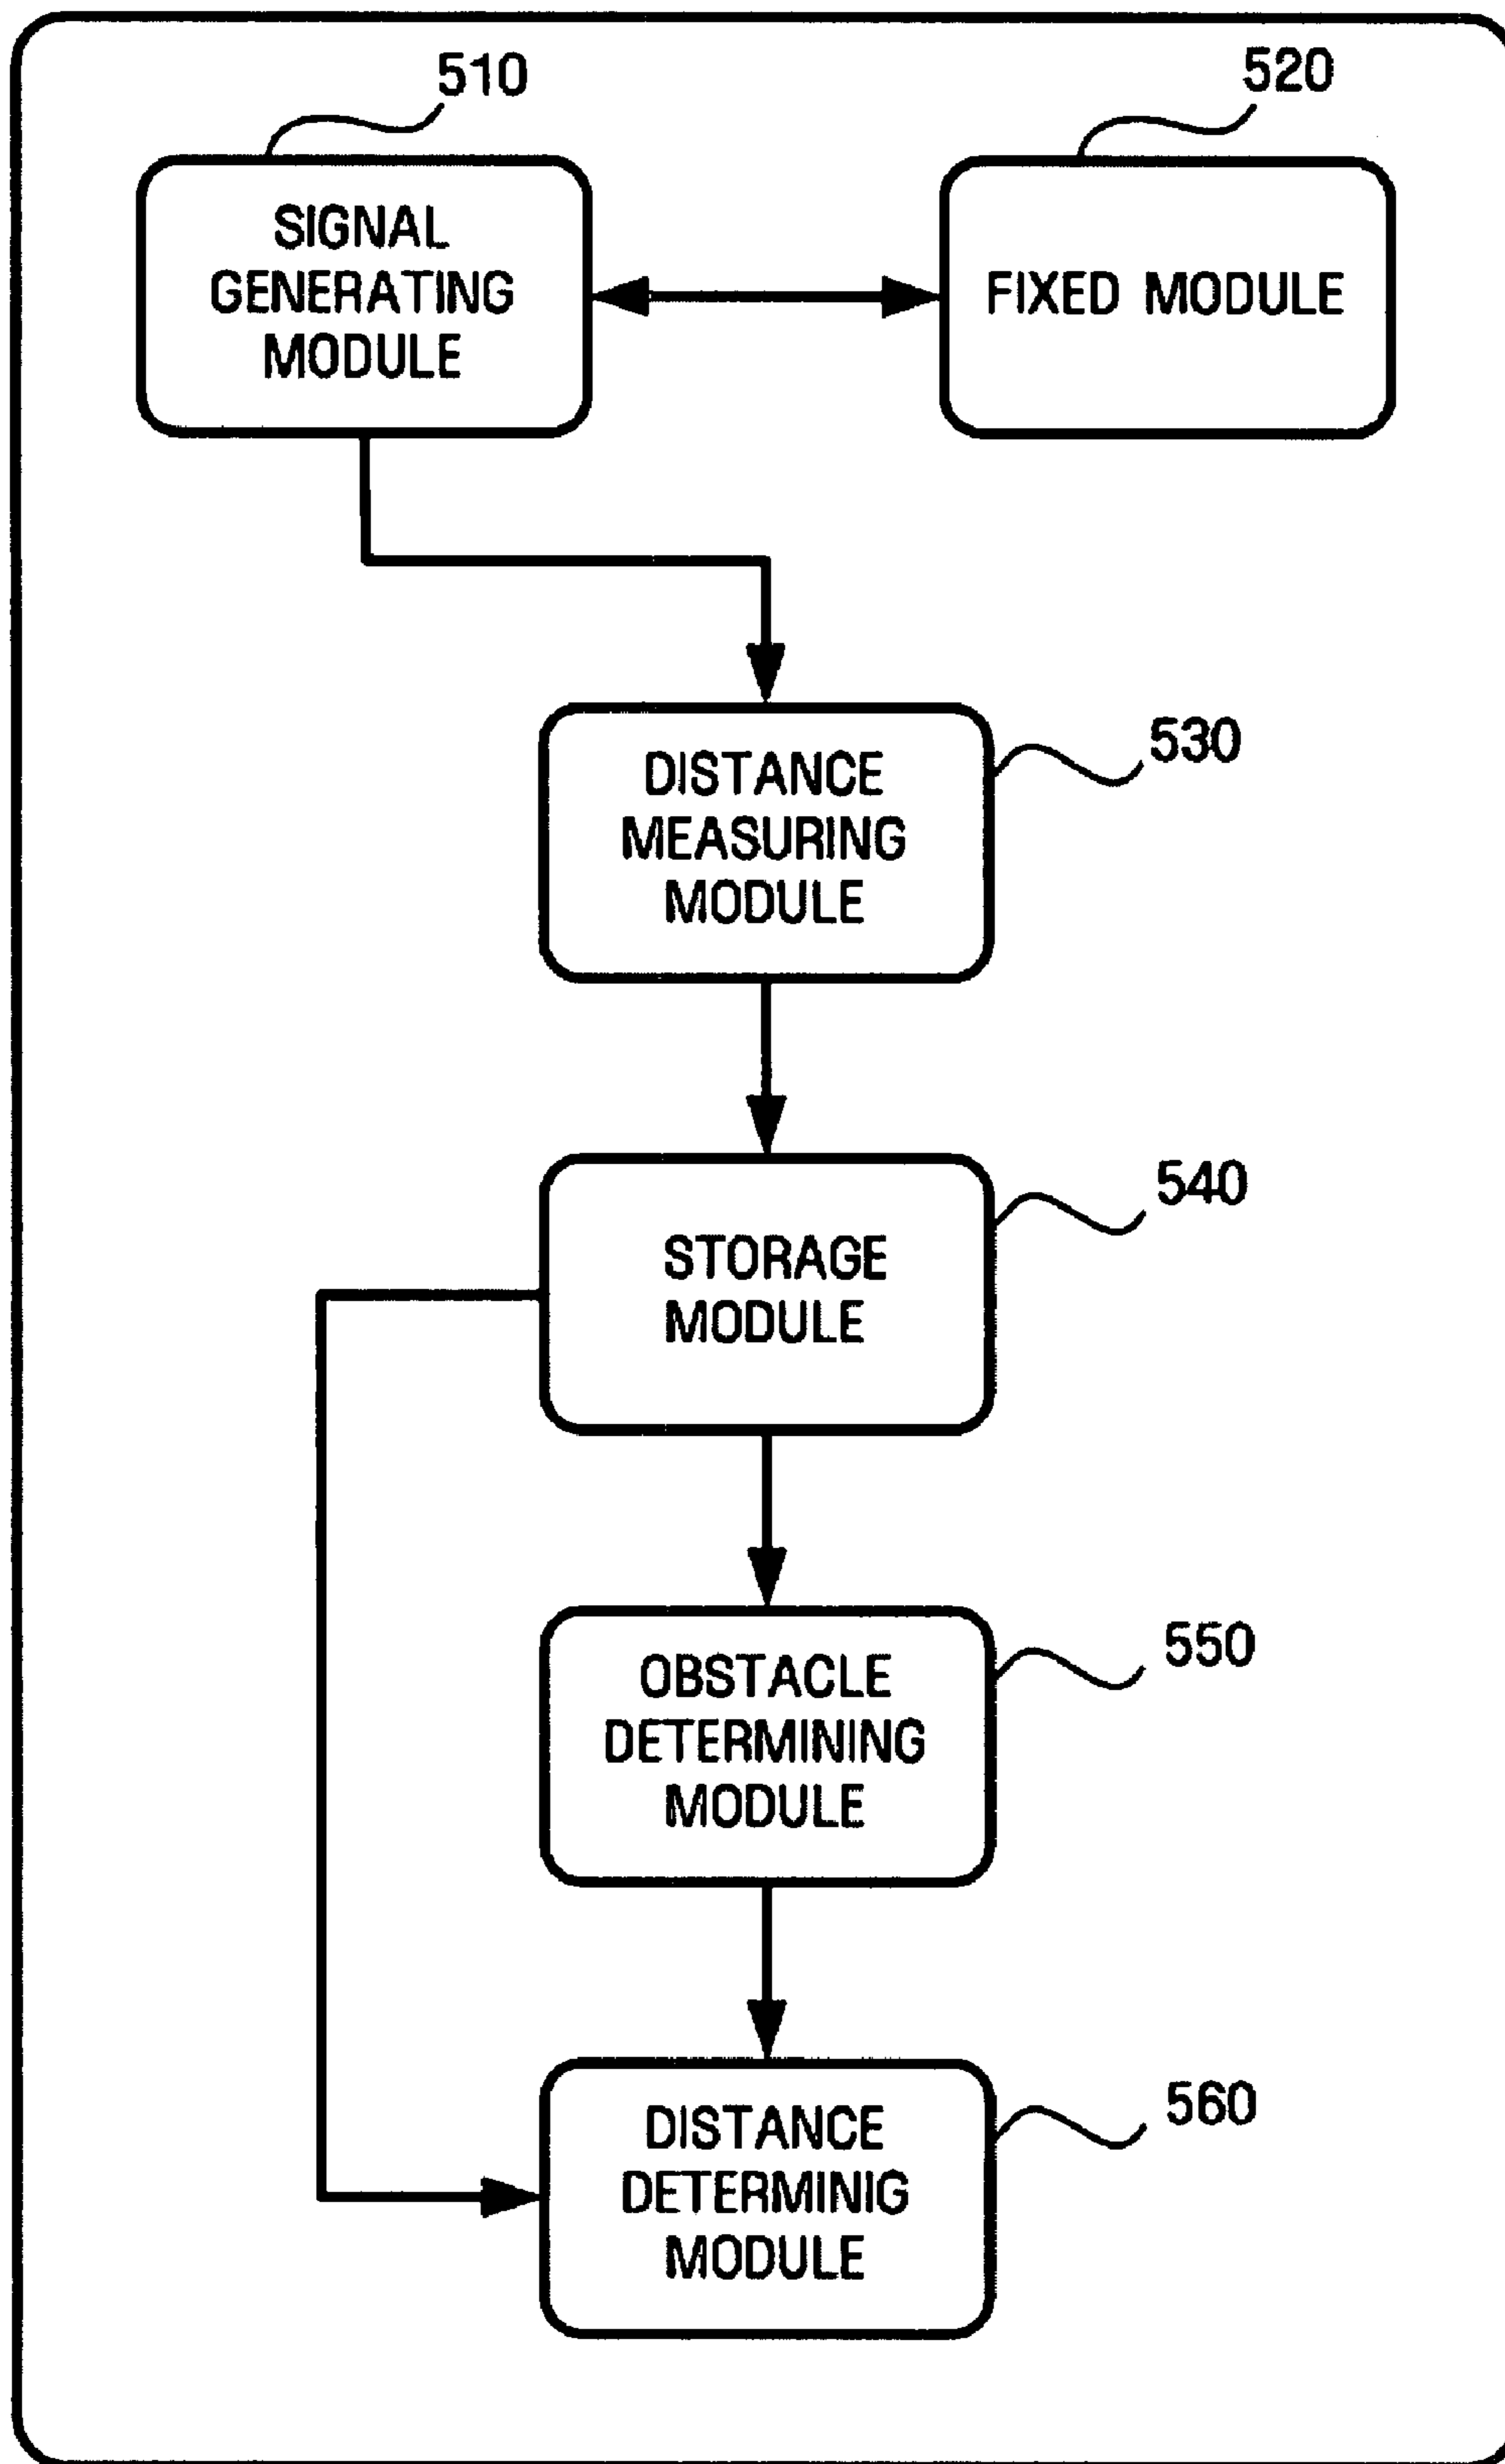 510
520
SIGNAL
GENERATING
MODULE
FIXED MODULE
530
DISTANCE
MEASURING
MODULE
540
STORAGE
MODULE
550
OBSTACLE
DETERMINING
MODULE
560
DISTANCE
DETERMINIG
MODULE